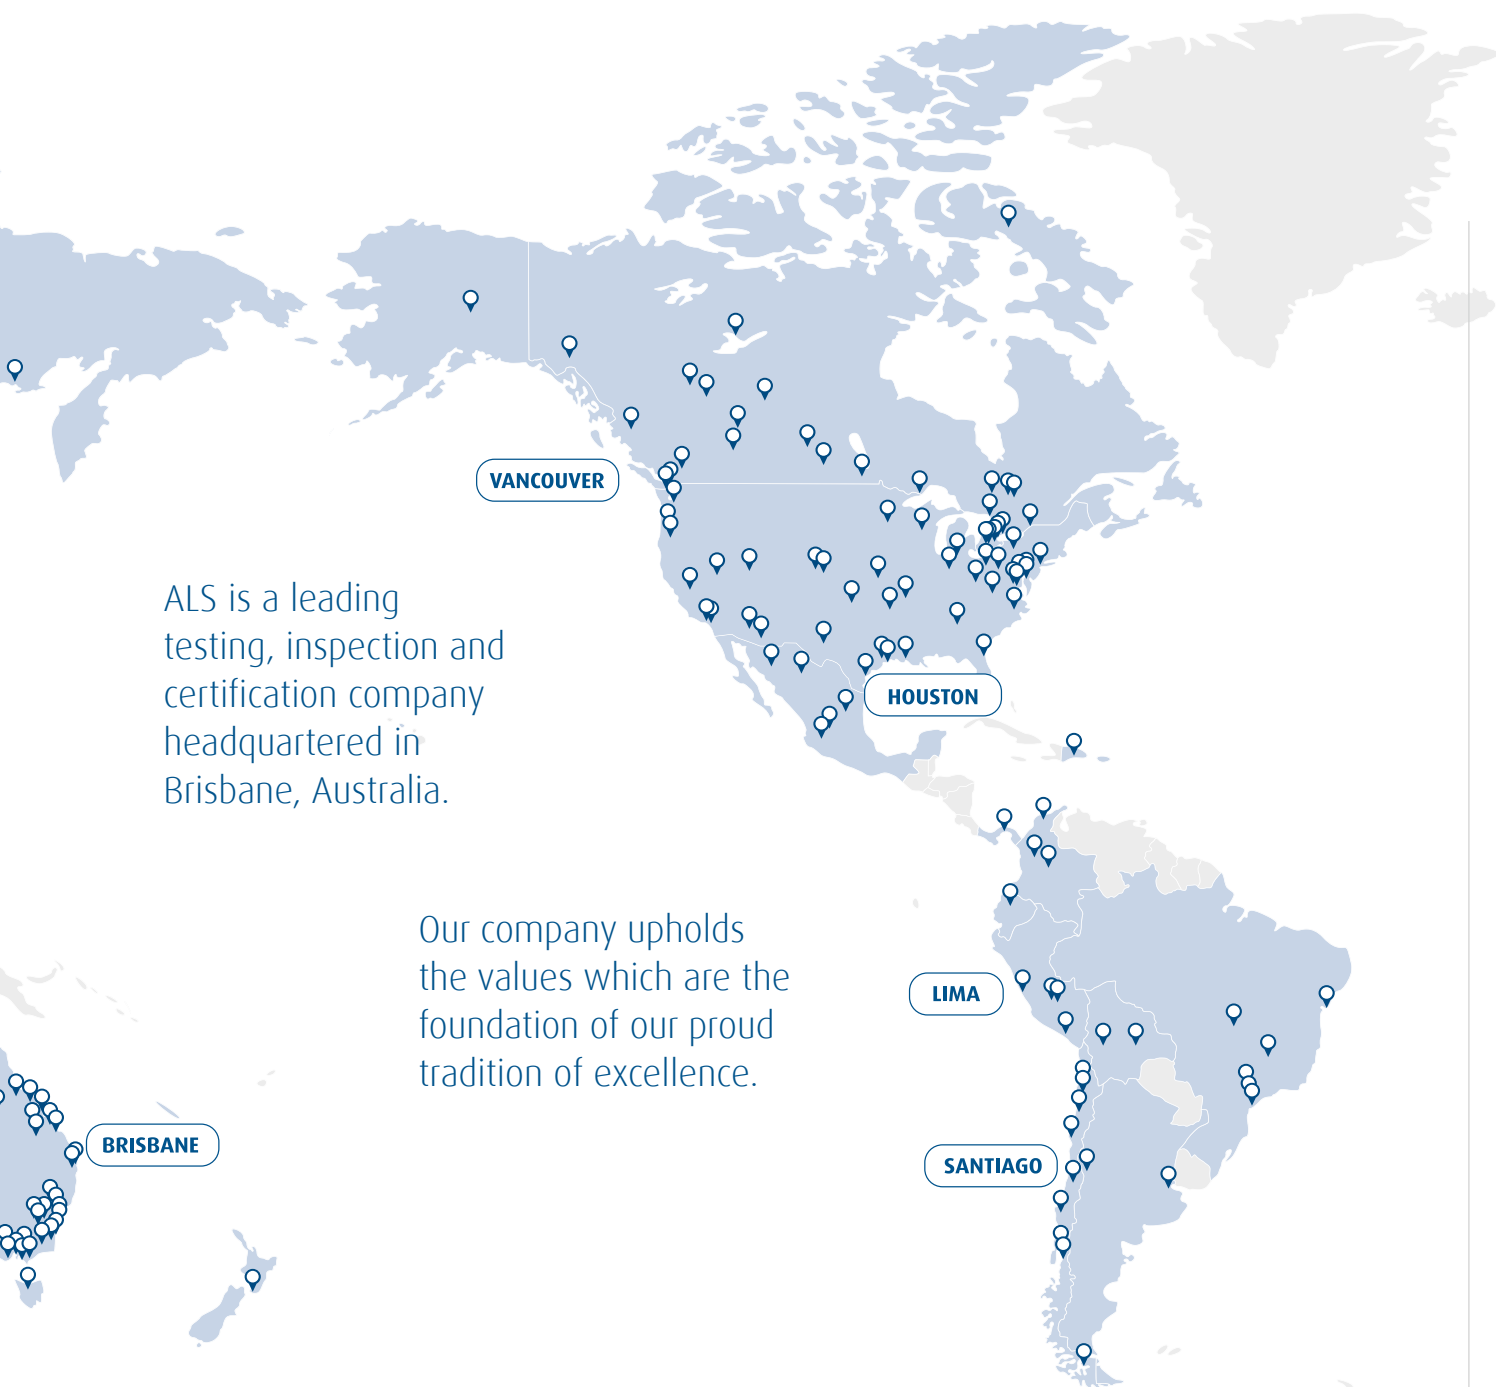 VANCOUVER
ALS is a leading
testing, inspection and
certification company
headquartered in
Brisbane, Australia.
HOUSTON
Our company upholds
the values which are the
foundation of our proud
tradition of excellence.
LIMA
BRISBANE
SANTIAGO